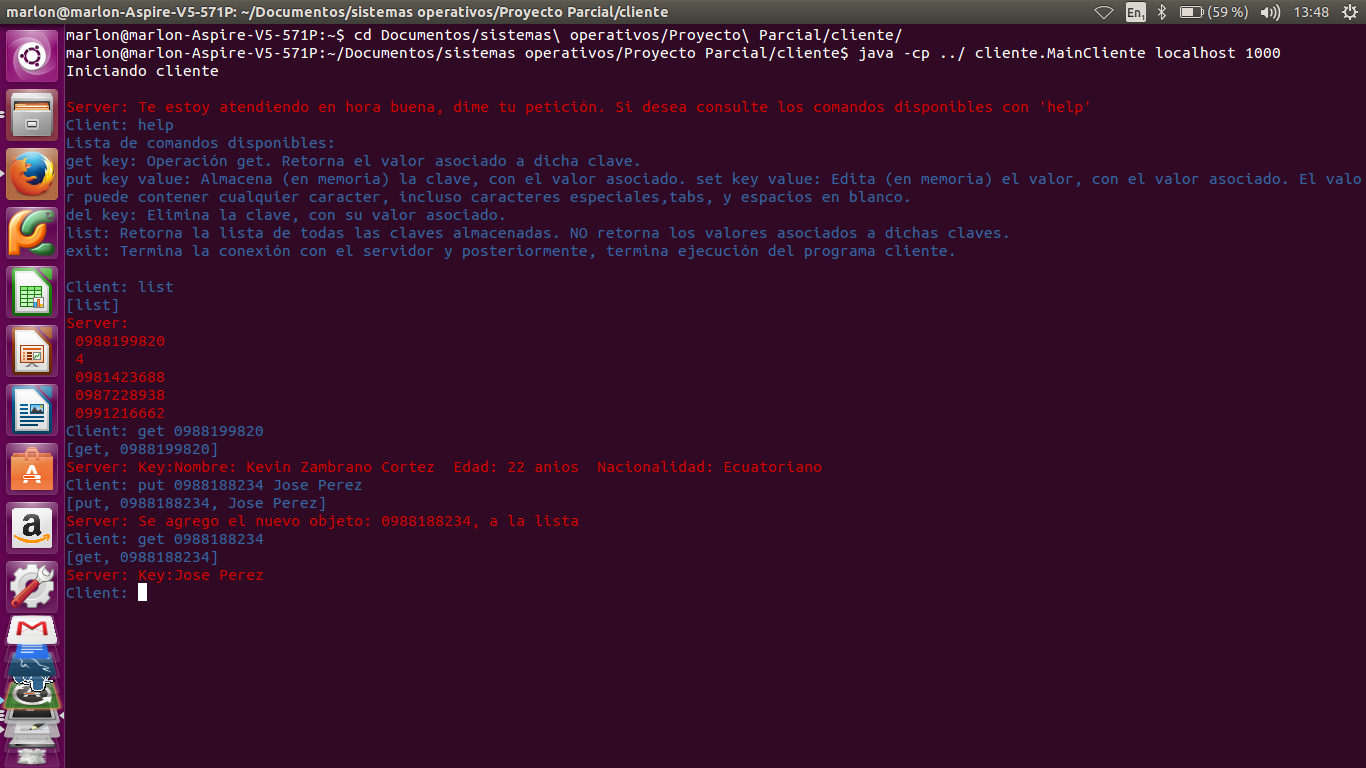 marlon@marlon-Aspire-V5-571P: ~/Documentos/sistemas operativos/Proyecto Parcial/cliente
En1
(59 %)
13:48
marlon@marlon-Aspire-V5-571P:~$ cd Documentos/sistemas\ operativos/Proyecto\ Parcial/cliente/
marlon@marlon-Aspire-V5-571P:~/Documentos/sistemas operativos/Proyecto Parcial/cliente$ java -cp ../ cliente.MainCliente localhost 1000
Iniciando cliente
Server: Te estoy atendiendo en hora buena, dime tu petición. Si desea consulte los comandos disponibles con 'help'
Client: help
Lista de comandos disponibles:
get key: Operación get. Retorna el valor asociado a dicha clave.
put key value: Almacena (en memoria) la clave, con el valor asociado. set key value: Edita (en memoria) el valor, con el valor asociado. El valo
r puede contener cualquier caracter, incluso caracteres especiales,tabs, y espacios en blanco.
del key: Elimina la clave, con su valor asociado.
list: Retorna la lista de todas las claves almacenadas. NO retorna los valores asociados a dichas claves.
exit: Termina la conexión con el servidor y posteriormente, termina ejecución del programa cliente.
Client: list
[list]
Server:
0988199820
4
0981423688
0987228938
0991216662
Client: get 0988199820
[get, 0988199820]
Server: Key:Nombre: Kevin Zambrano Cortez  Edad: 22 anios  Nacionalidad: Ecuatoriano
Client: put 0988188234 Jose Perez
[put, 0988188234, Jose Perez]
Server: Se agrego el nuevo objeto: 0988188234, a la lista
Client: get 0988188234
[get, 0988188234]
Server: Key:Jose Perez
Client: